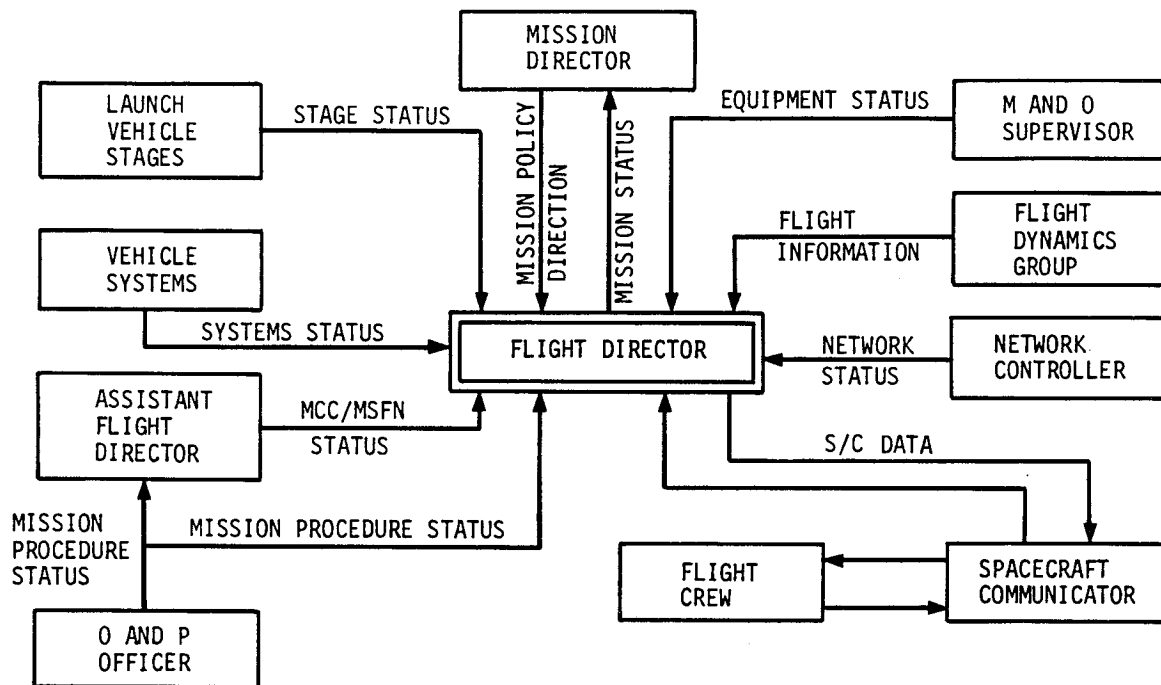 MISSION
DIRECTOR
LAUNCH
VEHICLE
STAGES
STAGE STATUS
MISSION POLICY
DIRECTION
MISSION STATUS
EQUIPMENT STATUS
M AND O
SUPERVISOR
FLIGHT
INFORMATION
FLIGHT
DYNAMICS
GROUP
VEHICLE
SYSTEMS
SYSTEMS STATUS
FLIGHT DIRECTOR
NETWORK
STATUS
NETWORK
CONTROLLER
ASSISTANT
FLIGHT
DIRECTOR
MCC/MSFN
STATUS
S/C DATA
MISSION
PROCEDURE
STATUS
MISSION PROCEDURE STATUS
FLIGHT
CREW
SPACECRAFT
COMMUNICATOR
O AND P
OFFICER